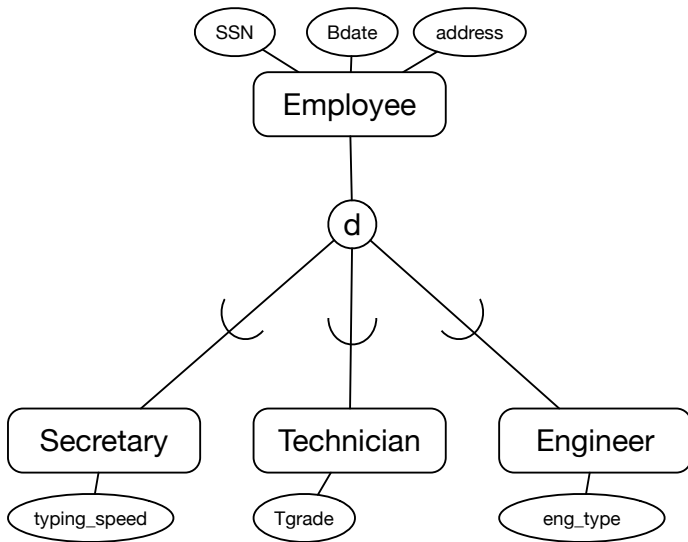 SSN
Bdate
address
Employee
d
Secretary
Technician
Engineer
typing_speed
Tgrade
eng_type